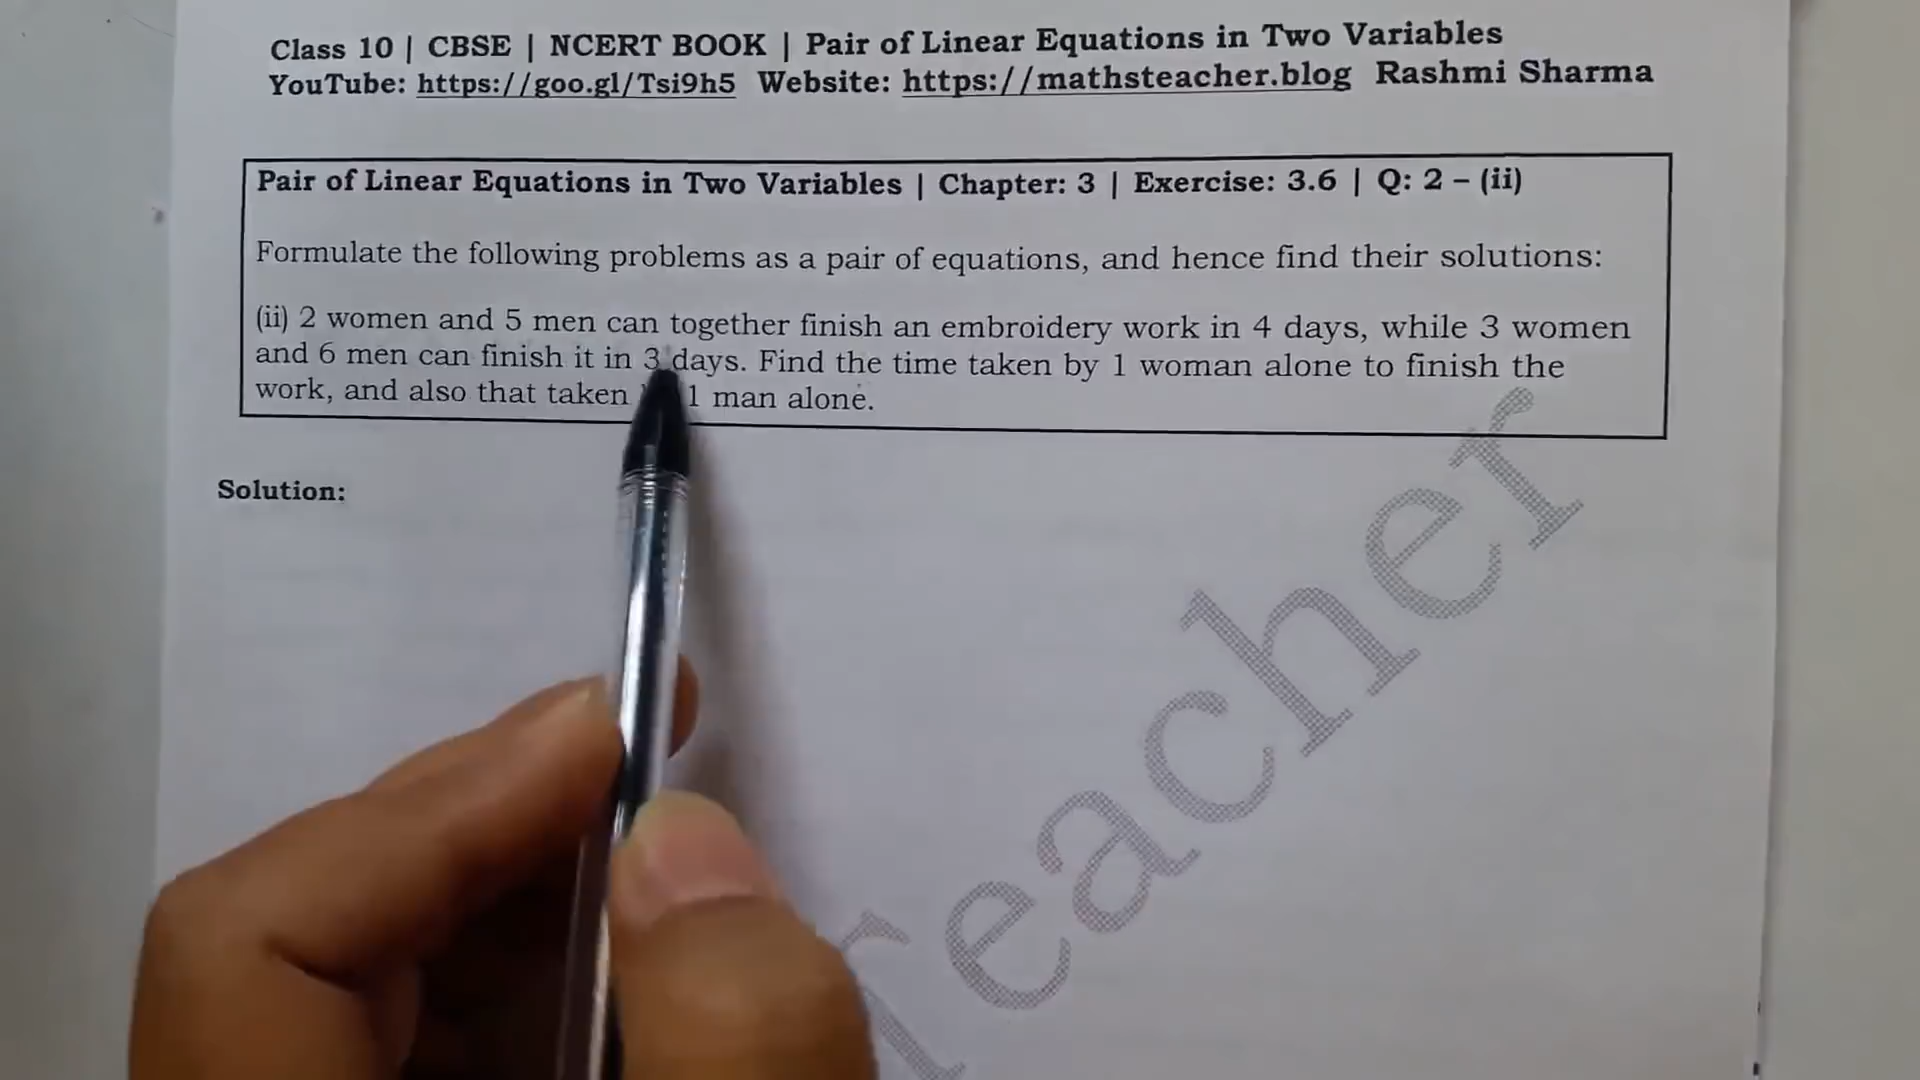 Class 10 | CBSE | NCERT BOOK | Pair of Linear Equations in Two Variables
YouTube: https://goo.gl/Tsi9h5 Website: https://mathsteacher.blog Rashmi Sharma
Pair of Linear Equations in Two Variables | Chapter: 3 | Exercise: 3.6 | Q: 2 – (ii)
Formulate the following problems as a pair of equations, and hence find their solutions:
(ii) 2 women and 5 men can together finish an embroidery work in 4 days, while 3 women
and 6 men can finish it in 3 days. Find the time taken by 1 woman alone to finish the
work, and also that taken 1 man alone.
Solution:
eacher